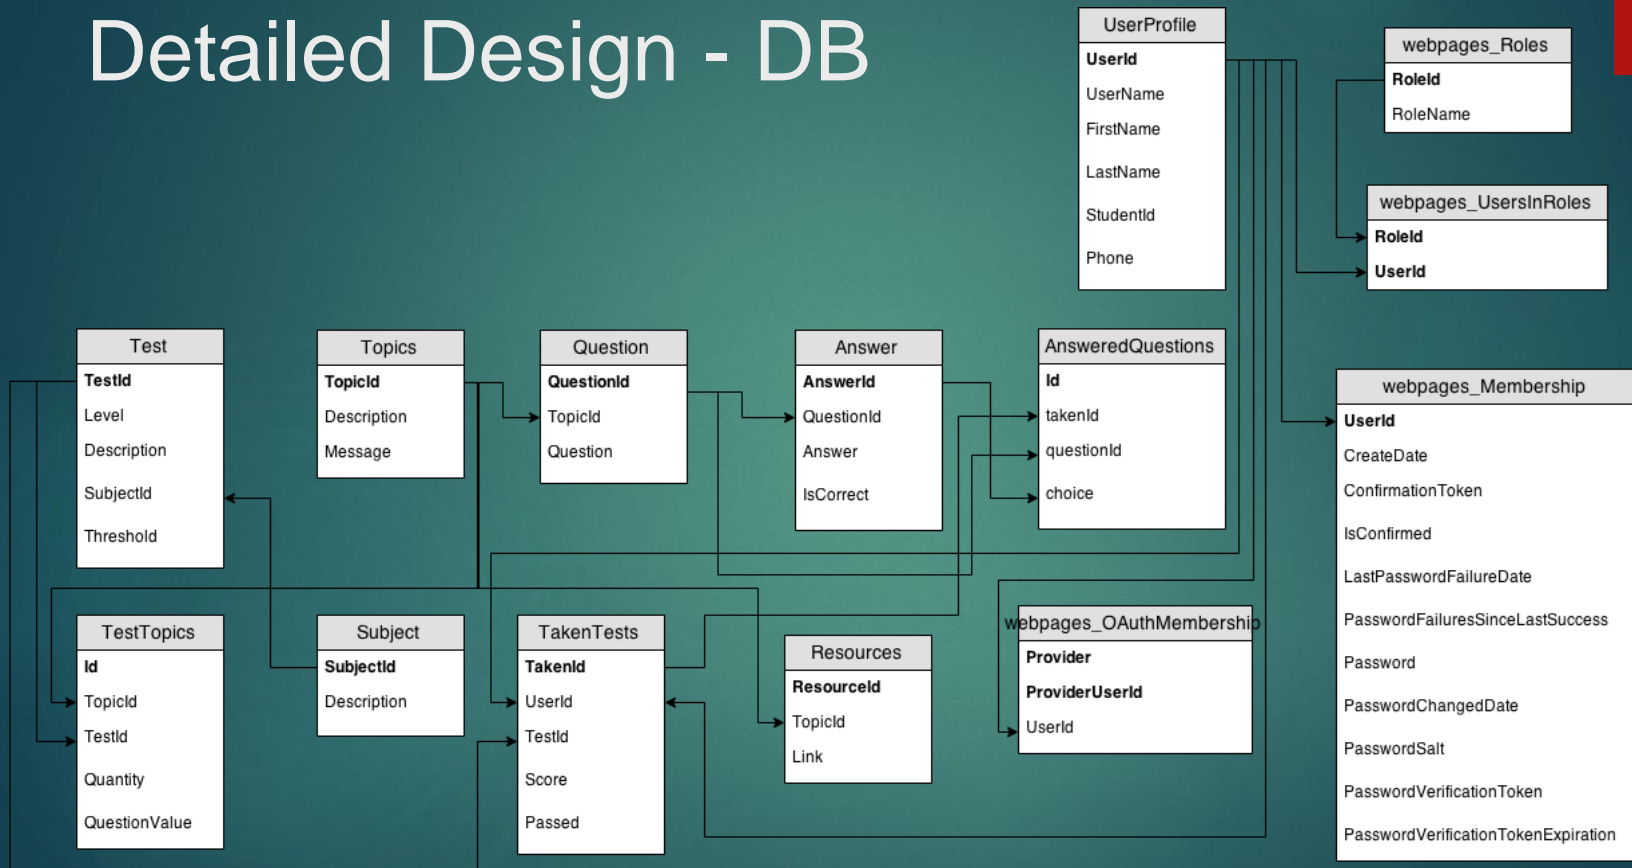 Detailed Design - DB
UserProfile
UserId
UserName
FirstName
LastName
StudentId
Phone
webpages_Roles
RoleId
RoleName
webpages_UsersInRoles
RoleId
UserId
Test
TestId
Level
Description
SubjectId
Threshold
Topics
TopicId
Description
Message
Question
QuestionId
TopicId
Question
Answer
AnswerId
QuestionId
Answer
IsCorrect
AnsweredQuestions
Id
takenId
questionId
choice
webpages_Membership
UserId
CreateDate
ConfirmationToken
IsConfirmed
LastPasswordFailureDate
PasswordFailuresSinceLastSuccess
Password
PasswordChangedDate
PasswordSalt
PasswordVerificationToken
PasswordVerificationTokenExpiration
TestTopics
Id
TopicId
TestId
Quantity
QuestionValue
Subject
SubjectId
Description
TakenTests
TakenId
UserId
TestId
Score
Passed
Resources
ResourceId
TopicId
Link
webpages_OAuthMembership
Provider
ProviderUserId
UserId